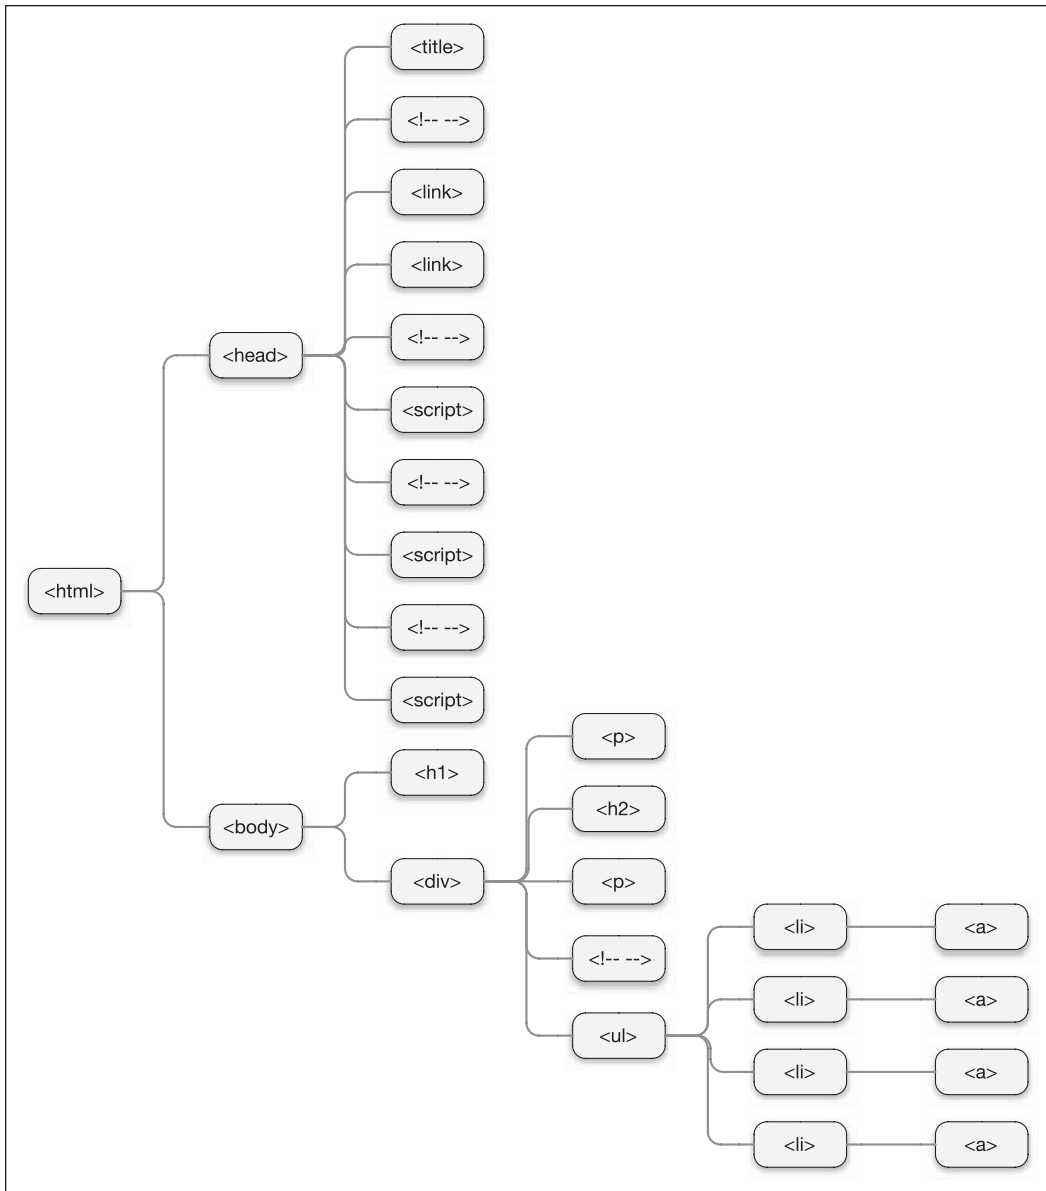 <title>
<!-- -->
<link>
<link>
<!-- -->
<head>
<script>
<!-- -->
<script>
<html>
<!-- -->
<script>
<p>
<h1>
<h2>
<body>
<div>
<p>
<li>
<a>
<!-- -->
<li>
<a>
<ul>
<li>
<a>
<li>
<a>